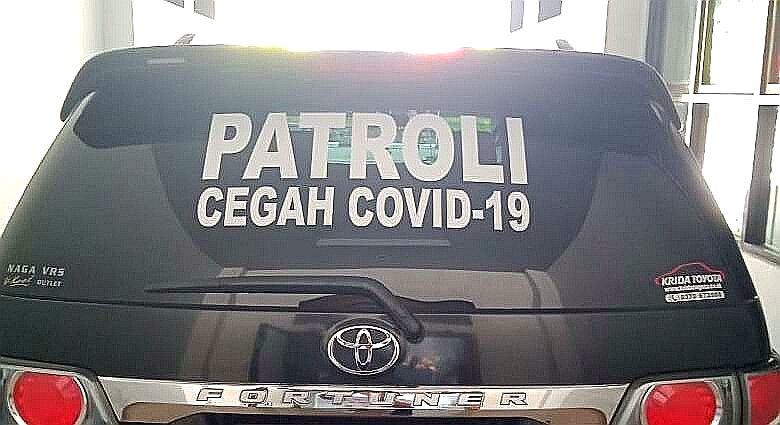 PATROLI
CEGAH COVID-19
NAGA VRS
OUTLET
KRIDA TOYOTA
FORTUNER